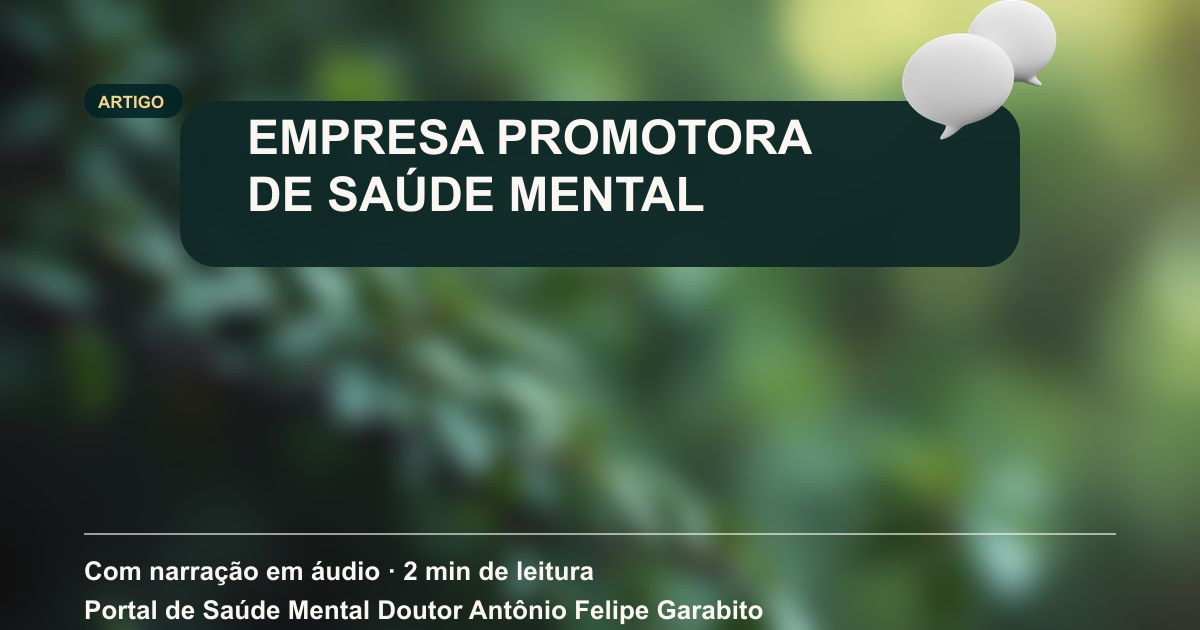 ARTIGO
EMPRESA PROMOTORA
DE SAÚDE MENTAL
Com narração em áudio · 2 min de leitura
Portal de Saúde Mental Doutor Antônio Felipe Garabito